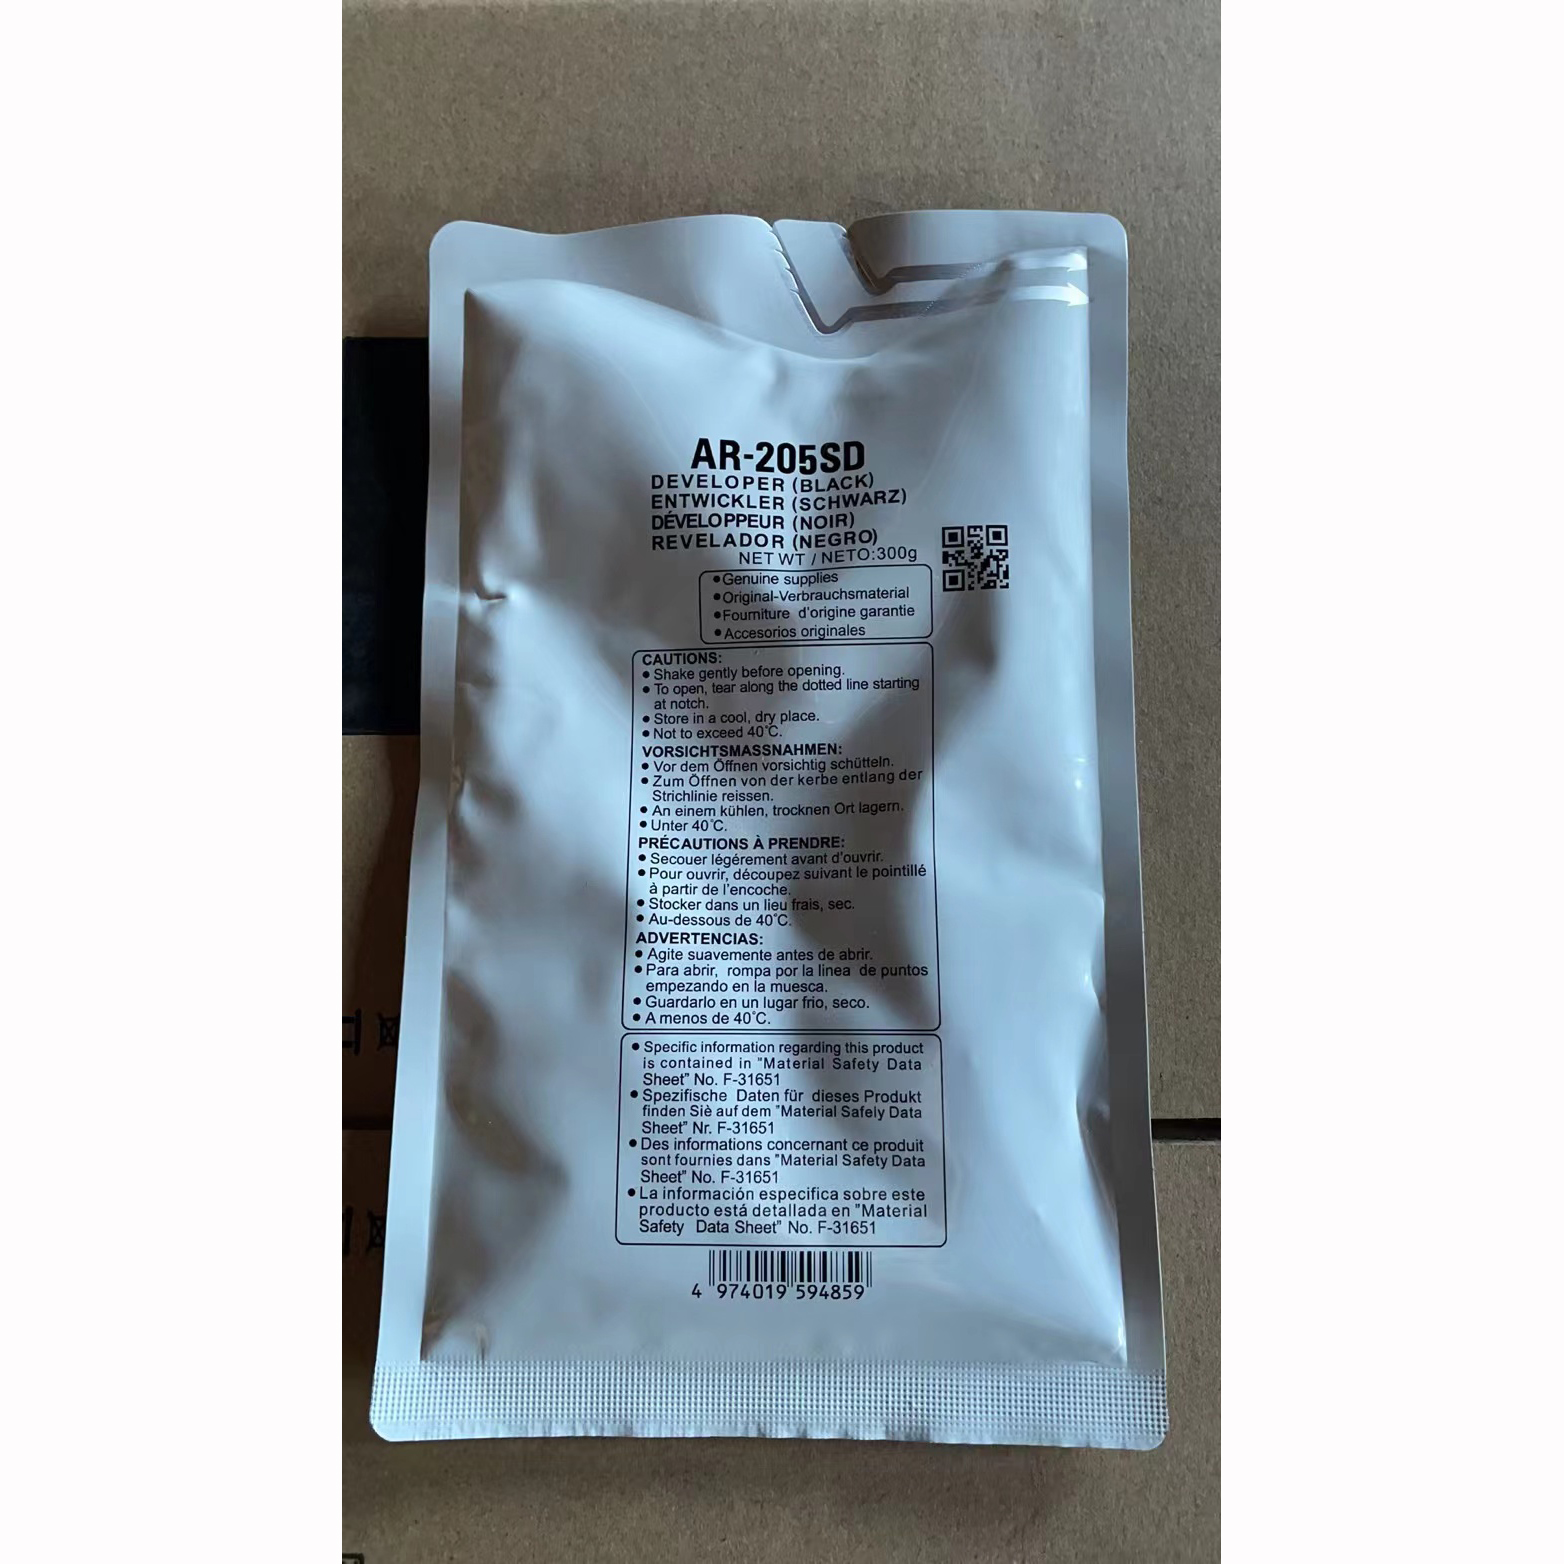 AR-205SD
DEVELOPER (BLACK)
ENTWICKLER (SCHWARZ)
DÉVELOPPEUR (NOIR)
REVELADOR (NEGRO)
NET WT / NETO:300g
•Genuine supplies
•Original-Verbrauchsmaterial
•Fourniture d'origine garantie
•Accesorios originales
CAUTIONS:
• Shake gently before opening.
• To open, tear along the dotted line starting
at notch.
• Store in a cool, dry place.
• Not to exceed 40°C.
VORSICHTSMASSNAHMEN:
• Vor dem Öffnen vorsichtig schütteln.
• Zum Öffnen von der kerbe entlang der
Strichlinie reissen.
• An einem kühlen, trocknen Ort lagern.
• Unter 40°C.
PRÉCAUTIONS À PRENDRE:
• Secouer légérement avant d'ouvrir.
• Pour ouvrir, découpez suivant le pointillé
à partir de l'encoche.
• Stocker dans un lieu frais, sec.
• Au-dessous de 40°C.
ADVERTENCIAS:
• Agite suavemente antes de abrir.
• Para abrir, rompa por la linea de puntos
empezando en la muesca.
• Guardarlo en un lugar frio, seco.
• A menos de 40°C.
• Specific information regarding this product
is contained in "Material Safety Data
Sheet" No. F-31651
• Spezifische Daten für dieses Produkt
finden Siè auf dem "Material Safely Data
Sheet" Nr. F-31651
• Des informations concernant ce produit
sont fournies dans "Material Safety Data
Sheet" No. F-31651
• La información especifica sobre este
producto está detallada en "Material
Safety Data Sheet" No. F-31651
4 974019 594859